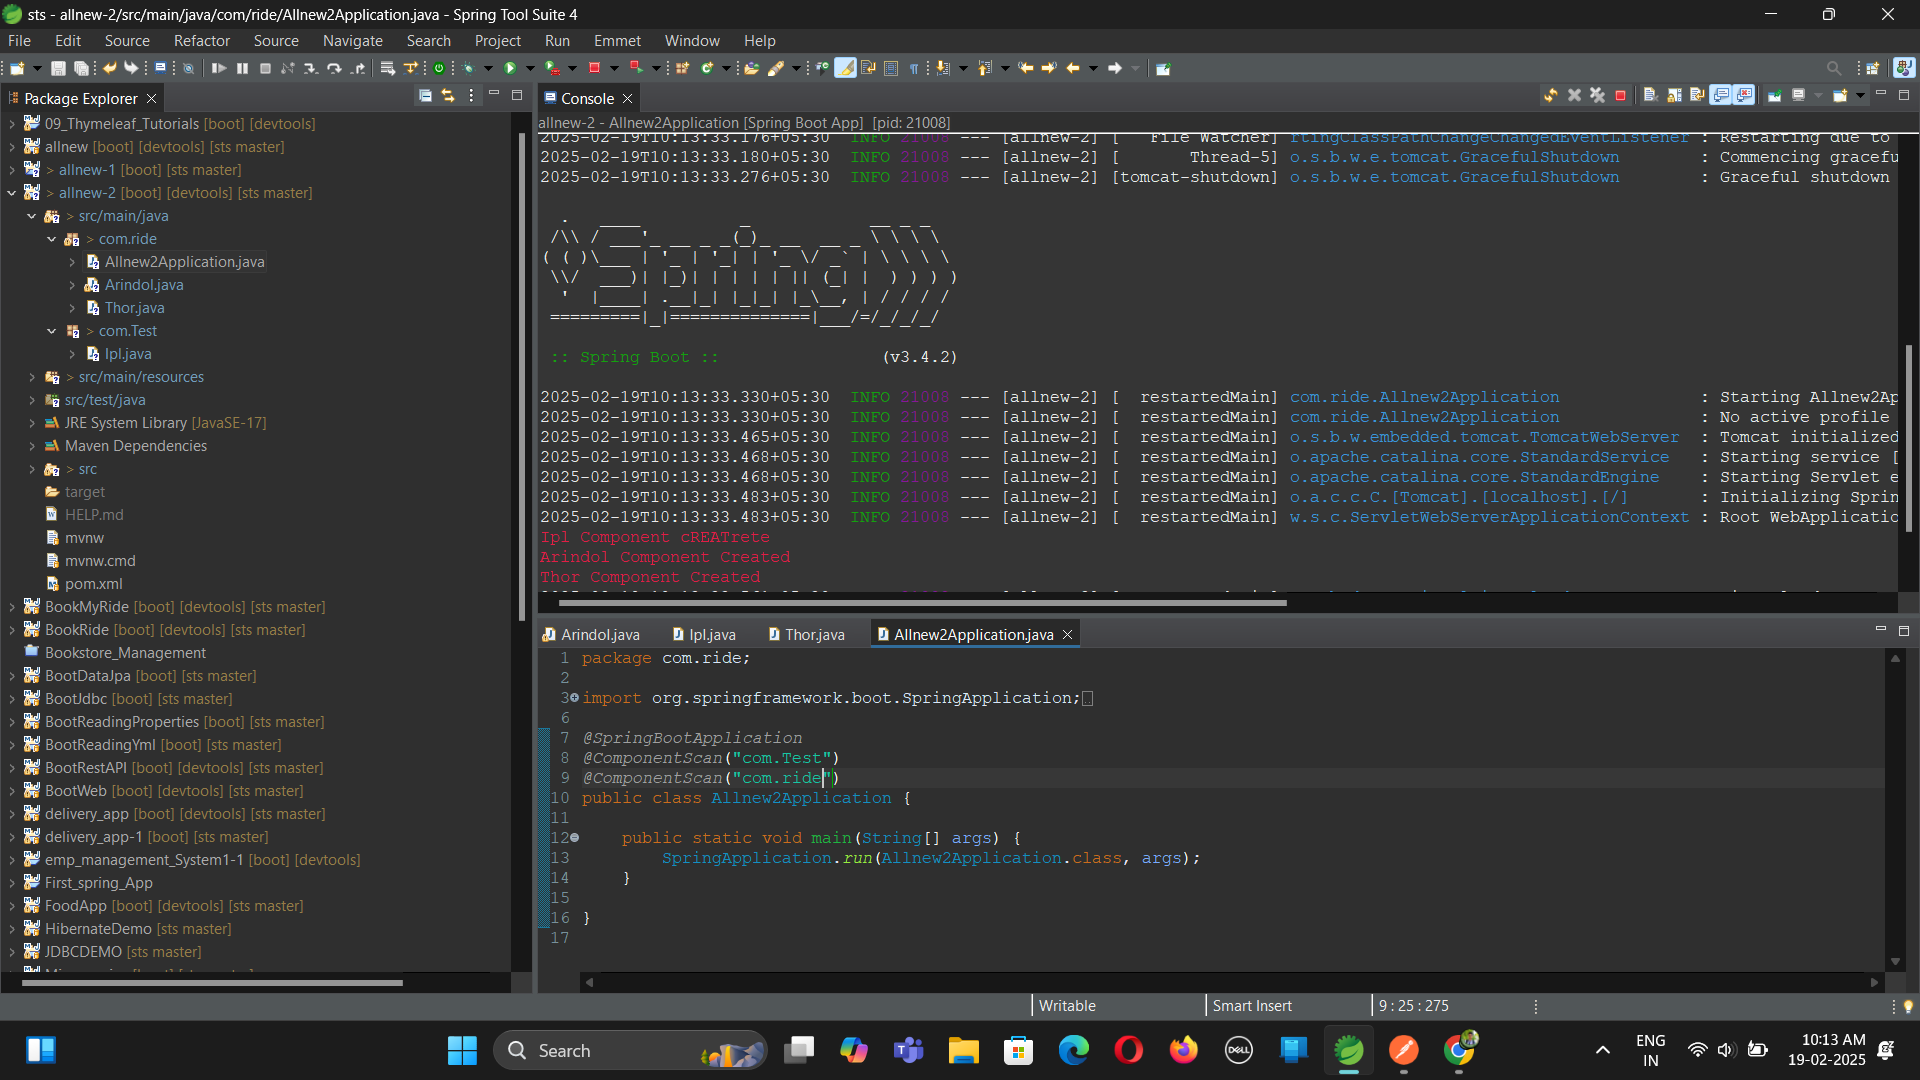 sts - allnew-2/src/main/java/com/ride/Allnew2Application.java - Spring Tool Suite 4
File Edit Source Refactor Source Navigate Search Project Run Emmet Window Help
Package Explorer
09_Thymeleaf_Tutorials [boot] [devtools]
allnew [boot] [devtools] [sts master]
> allnew-1 [boot] [sts master]
> allnew-2 [boot] [devtools] [sts master]
> src/main/java
> com.ride
Allnew2Application.java
Arindol.java
Thor.java
> com.Test
Ipl.java
> src/main/resources
src/test/java
JRE System Library [JavaSE-17]
Maven Dependencies
> src
target
HELP.md
mvnw
mvnw.cmd
pom.xml
BookMyRide [boot] [devtools] [sts master]
BookRide [boot] [devtools] [sts master]
Bookstore_Management
BootDataJpa [boot] [sts master]
BootJdbc [boot] [sts master]
BootReadingProperties [boot] [sts master]
BootReadingYml [boot] [sts master]
BootRestAPI [boot] [devtools] [sts master]
BootWeb [boot] [devtools] [sts master]
delivery_app [boot] [devtools] [sts master]
delivery_app-1 [boot] [sts master]
emp_management_System1-1 [boot] [devtools]
First_spring_App
FoodApp [boot] [devtools] [sts master]
HibernateDemo [sts master]
JDBCDEMO [sts master]
Console
allnew-2 - Allnew2Application [Spring Boot App] [pid: 21008]
2025-02-19T10:13:33.176+05:30 INFO 21008 --- [allnew-2] [ File Watcher] rtingClassPathChangeChangedEventListener : Restarting due to
2025-02-19T10:13:33.180+05:30 INFO 21008 --- [allnew-2] [ Thread-5] o.s.b.w.e.tomcat.GracefulShutdown : Commencing gracefu
2025-02-19T10:13:33.276+05:30 INFO 21008 --- [allnew-2] [tomcat-shutdown] o.s.b.w.e.tomcat.GracefulShutdown : Graceful shutdown
Spring
:: Spring Boot :: (v3.4.2)
2025-02-19T10:13:33.330+05:30 INFO 21008 --- [allnew-2] [ restartedMain] com.ride.Allnew2Application : Starting Allnew2Ap
2025-02-19T10:13:33.330+05:30 INFO 21008 --- [allnew-2] [ restartedMain] com.ride.Allnew2Application : No active profile
2025-02-19T10:13:33.465+05:30 INFO 21008 --- [allnew-2] [ restartedMain] o.s.b.w.embedded.tomcat.TomcatWebServer : Tomcat initialized
2025-02-19T10:13:33.468+05:30 INFO 21008 --- [allnew-2] [ restartedMain] o.apache.catalina.core.StandardService : Starting service [
2025-02-19T10:13:33.468+05:30 INFO 21008 --- [allnew-2] [ restartedMain] o.apache.catalina.core.StandardEngine : Starting Servlet e
2025-02-19T10:13:33.483+05:30 INFO 21008 --- [allnew-2] [ restartedMain] o.a.c.c.C.[Tomcat].[localhost].[/] : Initializing Sprin
2025-02-19T10:13:33.483+05:30 INFO 21008 --- [allnew-2] [ restartedMain] w.s.c.ServletWebServerApplicationContext : Root WebApplicatio
Ipl Component cREATrete
Arindol Component Created
Thor Component Created
Arindol.java Ipl.java Thor.java Allnew2Application.java
1 package com.ride;
2
3 import org.springframework.boot.SpringApplication;
6
7 @SpringBootApplication
8 @ComponentScan("com.Test")
9 @ComponentScan("com.ride")
10 public class Allnew2Application {
11
12 public static void main(String[] args) {
13 SpringApplication.run(Allnew2Application.class, args);
14 }
15
16 }
17
Writable Smart Insert 9 : 25 : 275
Search
DELL
ENG
IN
10:13 AM
19-02-2025